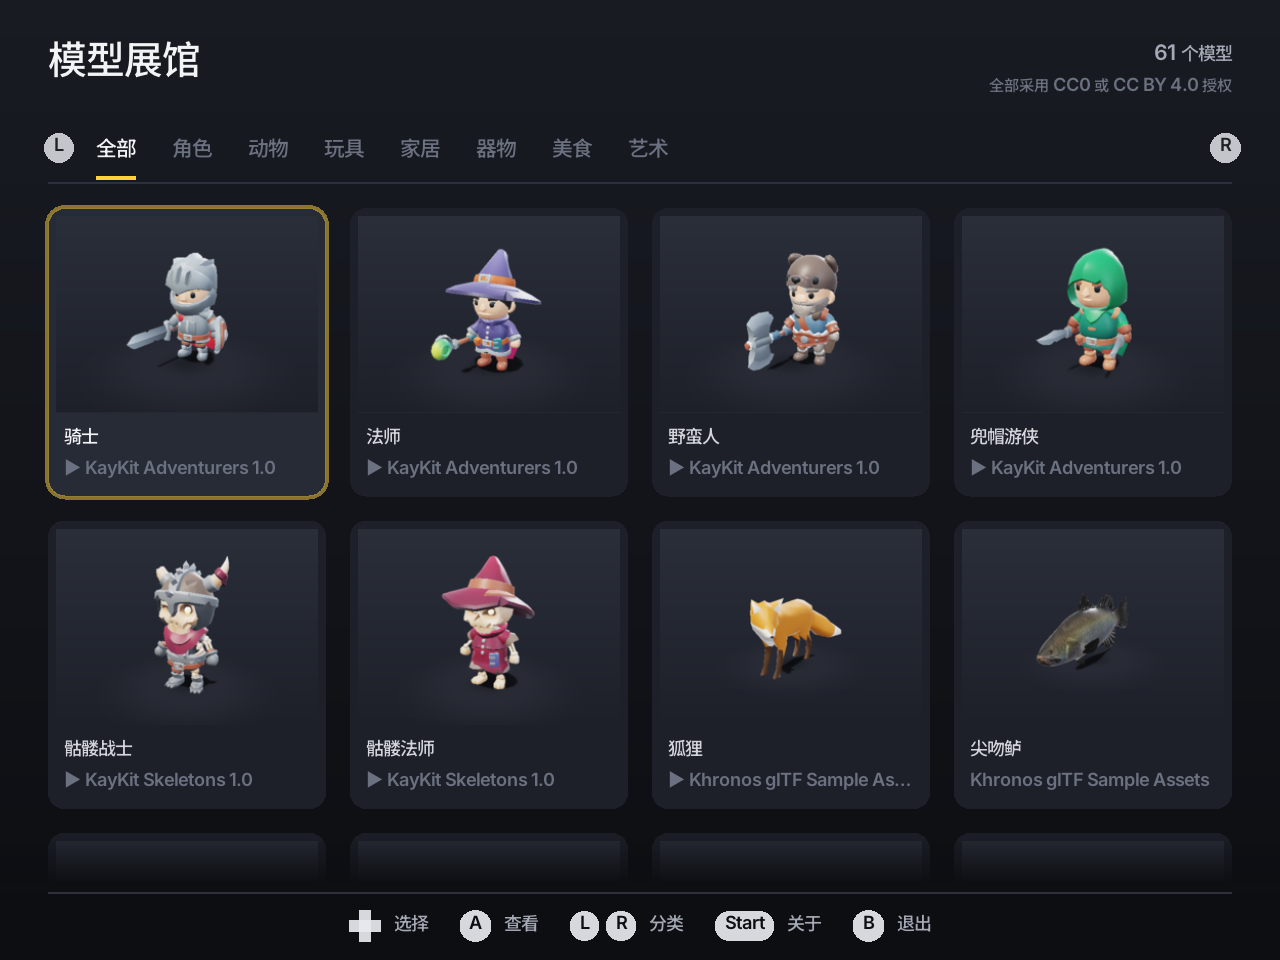 模型展馆
61 个模型
全部采用 CC0 或 CC BY 4.0 授权
L 全部 角色 动物 玩具 家居 器物 美食 艺术 R
骑士
▶ KayKit Adventurers 1.0
法师
▶ KayKit Adventurers 1.0
野蛮人
▶ KayKit Adventurers 1.0
兜帽游侠
▶ KayKit Adventurers 1.0
骷髅战士
▶ KayKit Skeletons 1.0
骷髅法师
▶ KayKit Skeletons 1.0
狐狸
▶ Khronos glTF Sample As…
尖吻鲈
Khronos glTF Sample Assets
选择 A 查看 L R 分类 Start 关于 B 退出